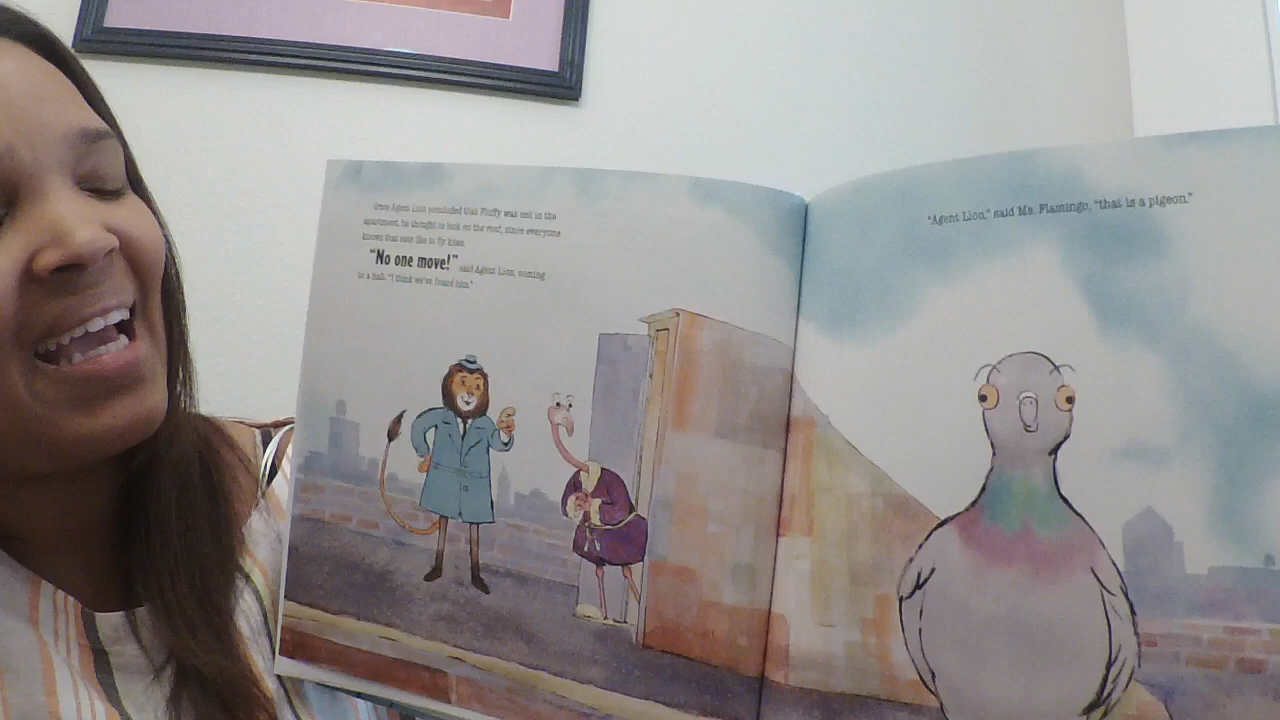 Once Agent Lion concluded that Fluffy was not in the
apartment, he thought to look on the roof, since everyone
knows that cats like to fly kites.
"No one move!" said Agent Lion, coming
to a halt. "I think we've found him."
"Agent Lion," said Ms. Flamingo, "that is a pigeon."